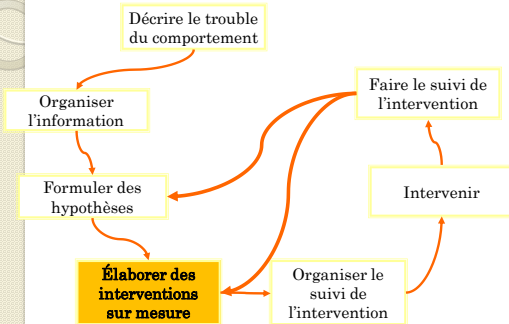 Décrire le trouble
du comportement
Organiser
l'information
Formuler des
hypothèses
Élaborer des
interventions
sur mesure
Organiser le
suivi de
l'intervention
Intervenir
Faire le suivi de
l'intervention